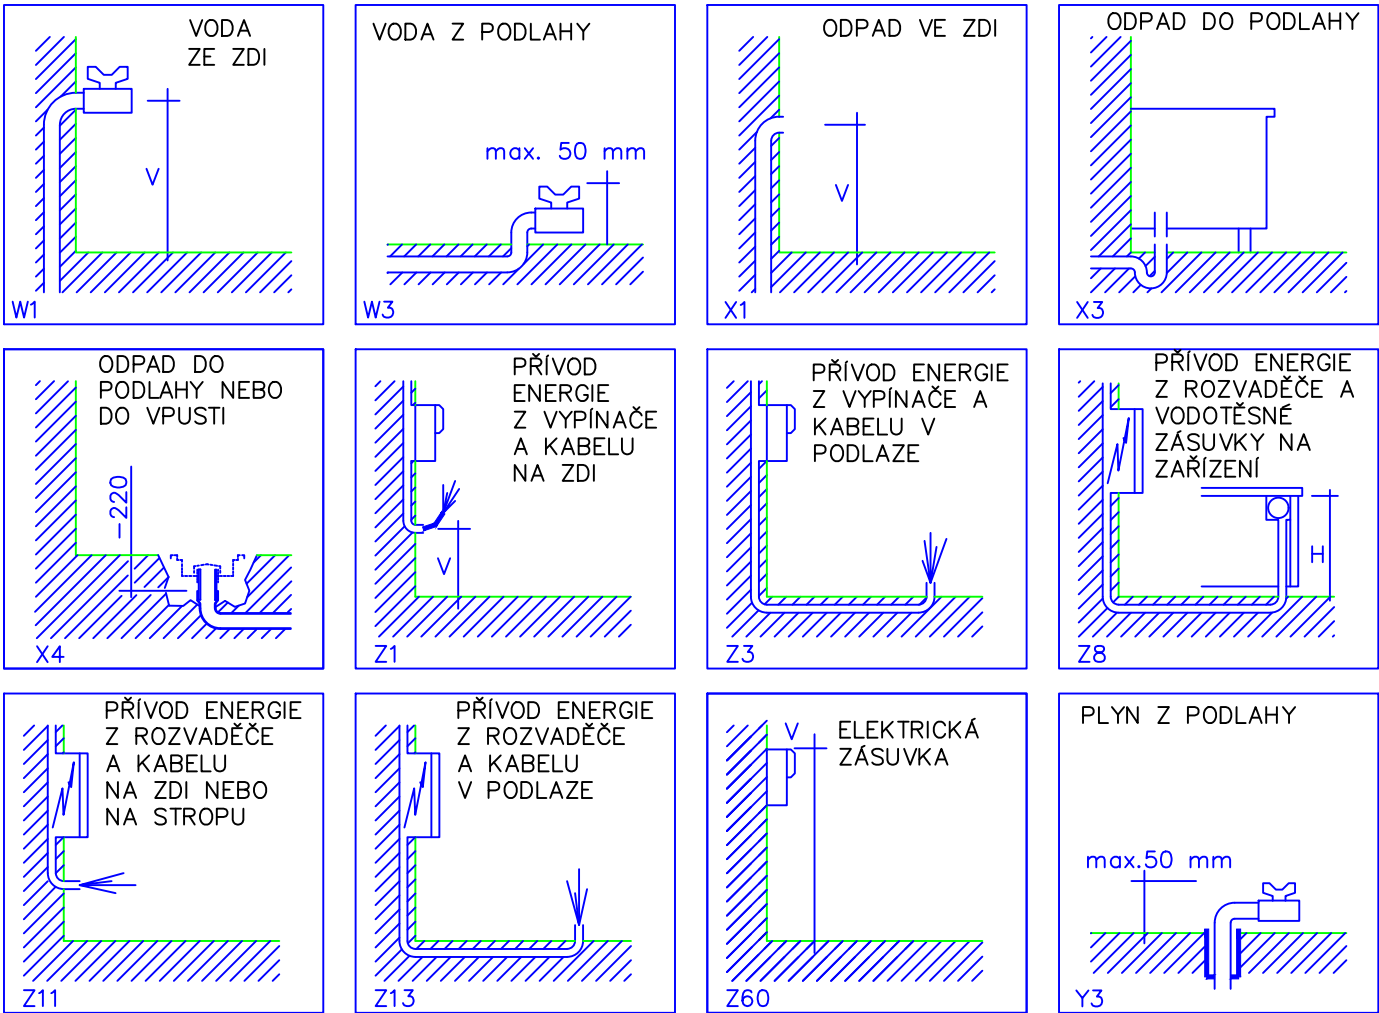 VODA
ZE ZDI
V
W1
VODA Z PODLAHY
max. 50 mm
W3
ODPAD VE ZDI
V
X1
ODPAD DO PODLAHY
X3
ODPAD DO
PODLAHY NEBO
DO VPUSTI
-220
X4
PŘÍVOD
ENERGIE
Z VYPÍNAČE
A KABELU
NA ZDI
V
Z1
PŘÍVOD ENERGIE
Z VYPÍNAČE A
KABELU V
PODLAZE
Z3
PŘÍVOD ENERGIE
Z ROZVADĚČE A
VODOTĚSNÉ
ZÁSUVKY NA
ZAŘÍZENÍ
H
Z8
PŘÍVOD ENERGIE
Z ROZVADĚČE
A KABELU
NA ZDI NEBO
NA STROPU
Z11
PŘÍVOD ENERGIE
Z ROZVADĚČE
A KABELU
V PODLAZE
Z13
V
ELEKTRICKÁ
ZÁSUVKA
Z60
PLYN Z PODLAHY
max.50 mm
Y3